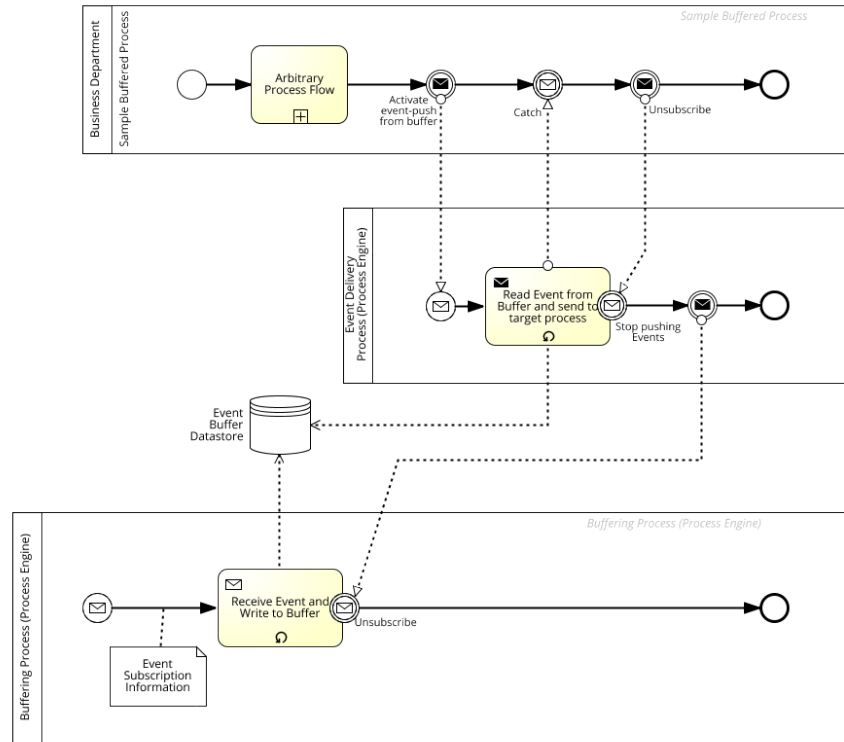 Sample Buffered Process
Business Department
Sample Buffered Process
Arbitrary
Process Flow
Activate
event-push
from buffer
Catch
Unsubscribe
Event Delivery
Process (Process Engine)
Read Event from
Buffer and send to
target process
Stop pushing
Events
Event
Buffer
Datastore
Buffering Process (Process Engine)
Buffering Process (Process Engine)
Receive Event and
Write to Buffer
Unsubscribe
Event
Subscription
Information